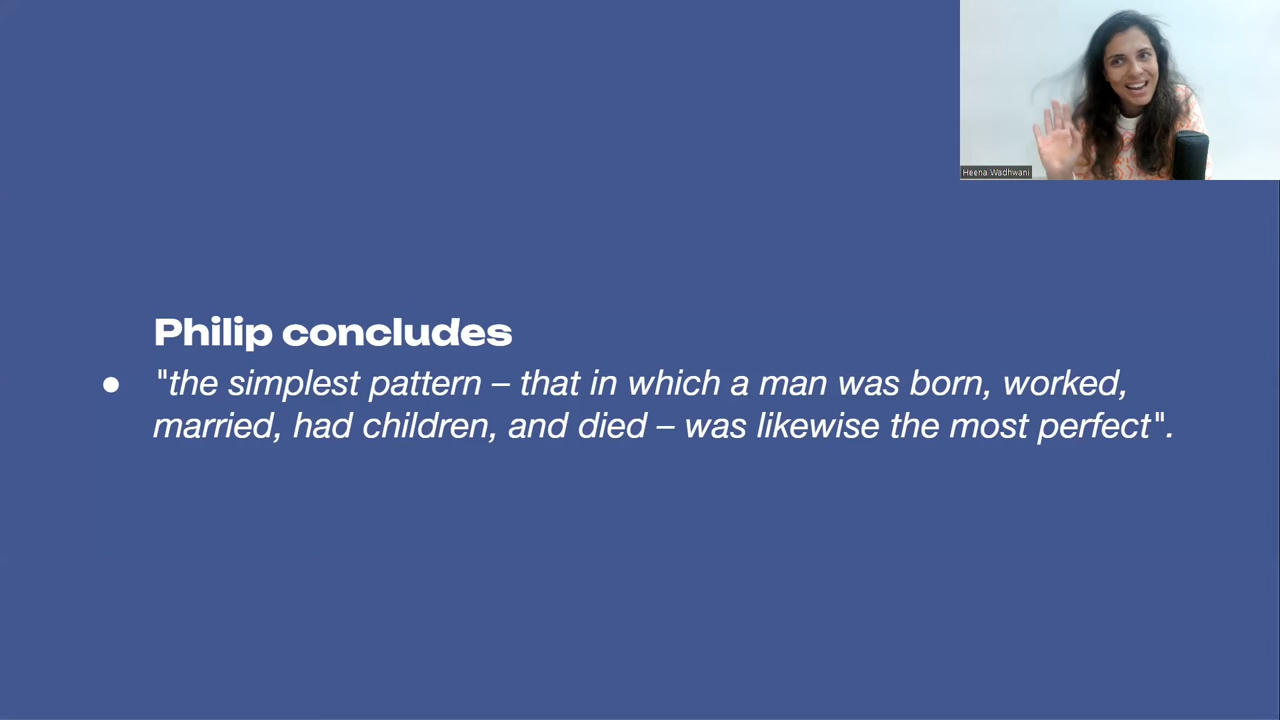 Heena Wadhwani
Philip concludes
● "the simplest pattern – that in which a man was born, worked,
married, had children, and died – was likewise the most perfect".